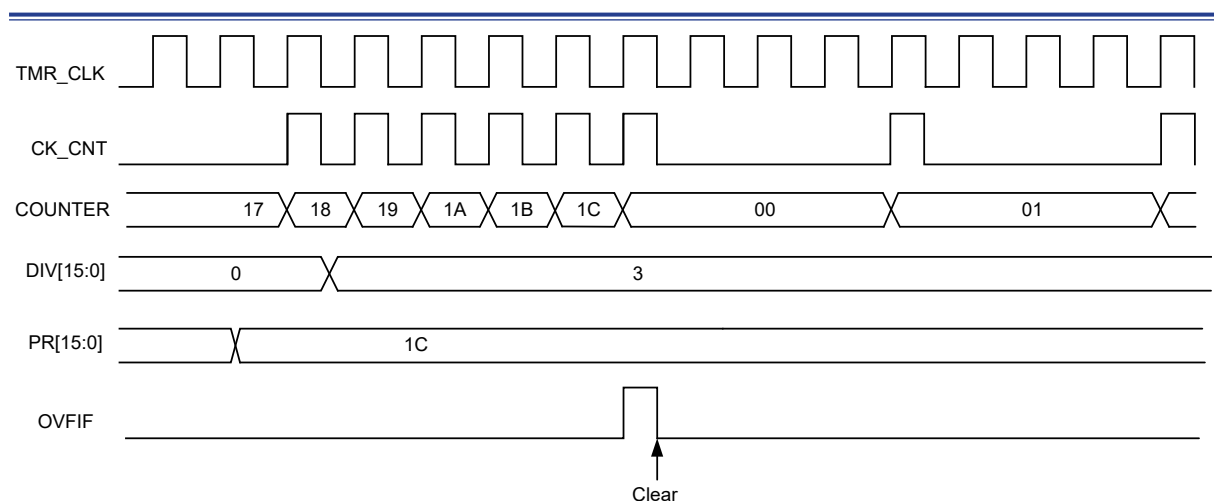 TMR_CLK
CK_CNT
COUNTER 17 18 19 1A 1B 1C 00 01
DIV[15:0] 0 3
PR[15:0] 1C
OVFIF
Clear